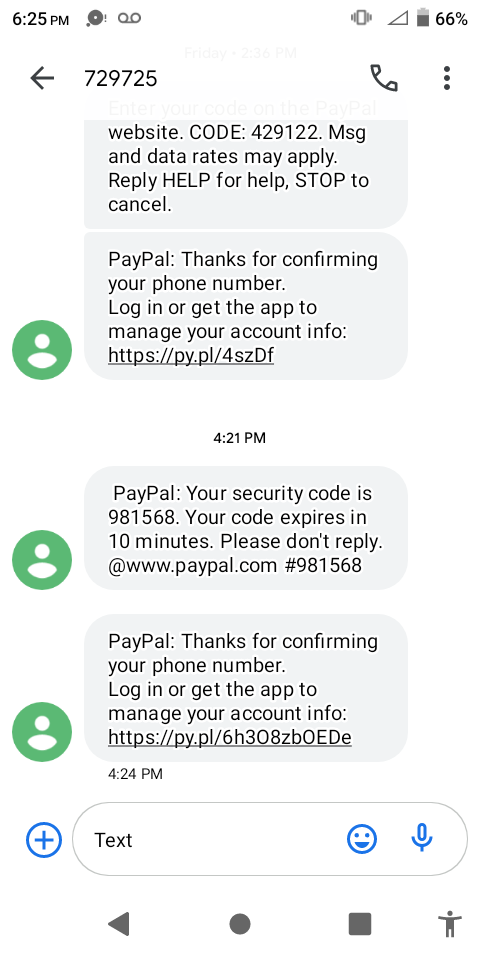 6:25 PM 66%
Friday • 2:36 PM
729725
Enter your code on the PayPal
website. CODE: 429122. Msg
and data rates may apply.
Reply HELP for help, STOP to
cancel.
PayPal: Thanks for confirming
your phone number.
Log in or get the app to
manage your account info:
https://py.pl/4szDf
4:21 PM
PayPal: Your security code is
981568. Your code expires in
10 minutes. Please don't reply.
@www.paypal.com #981568
PayPal: Thanks for confirming
your phone number.
Log in or get the app to
manage your account info:
https://py.pl/6h3O8zbOEDe
4:24 PM
Text